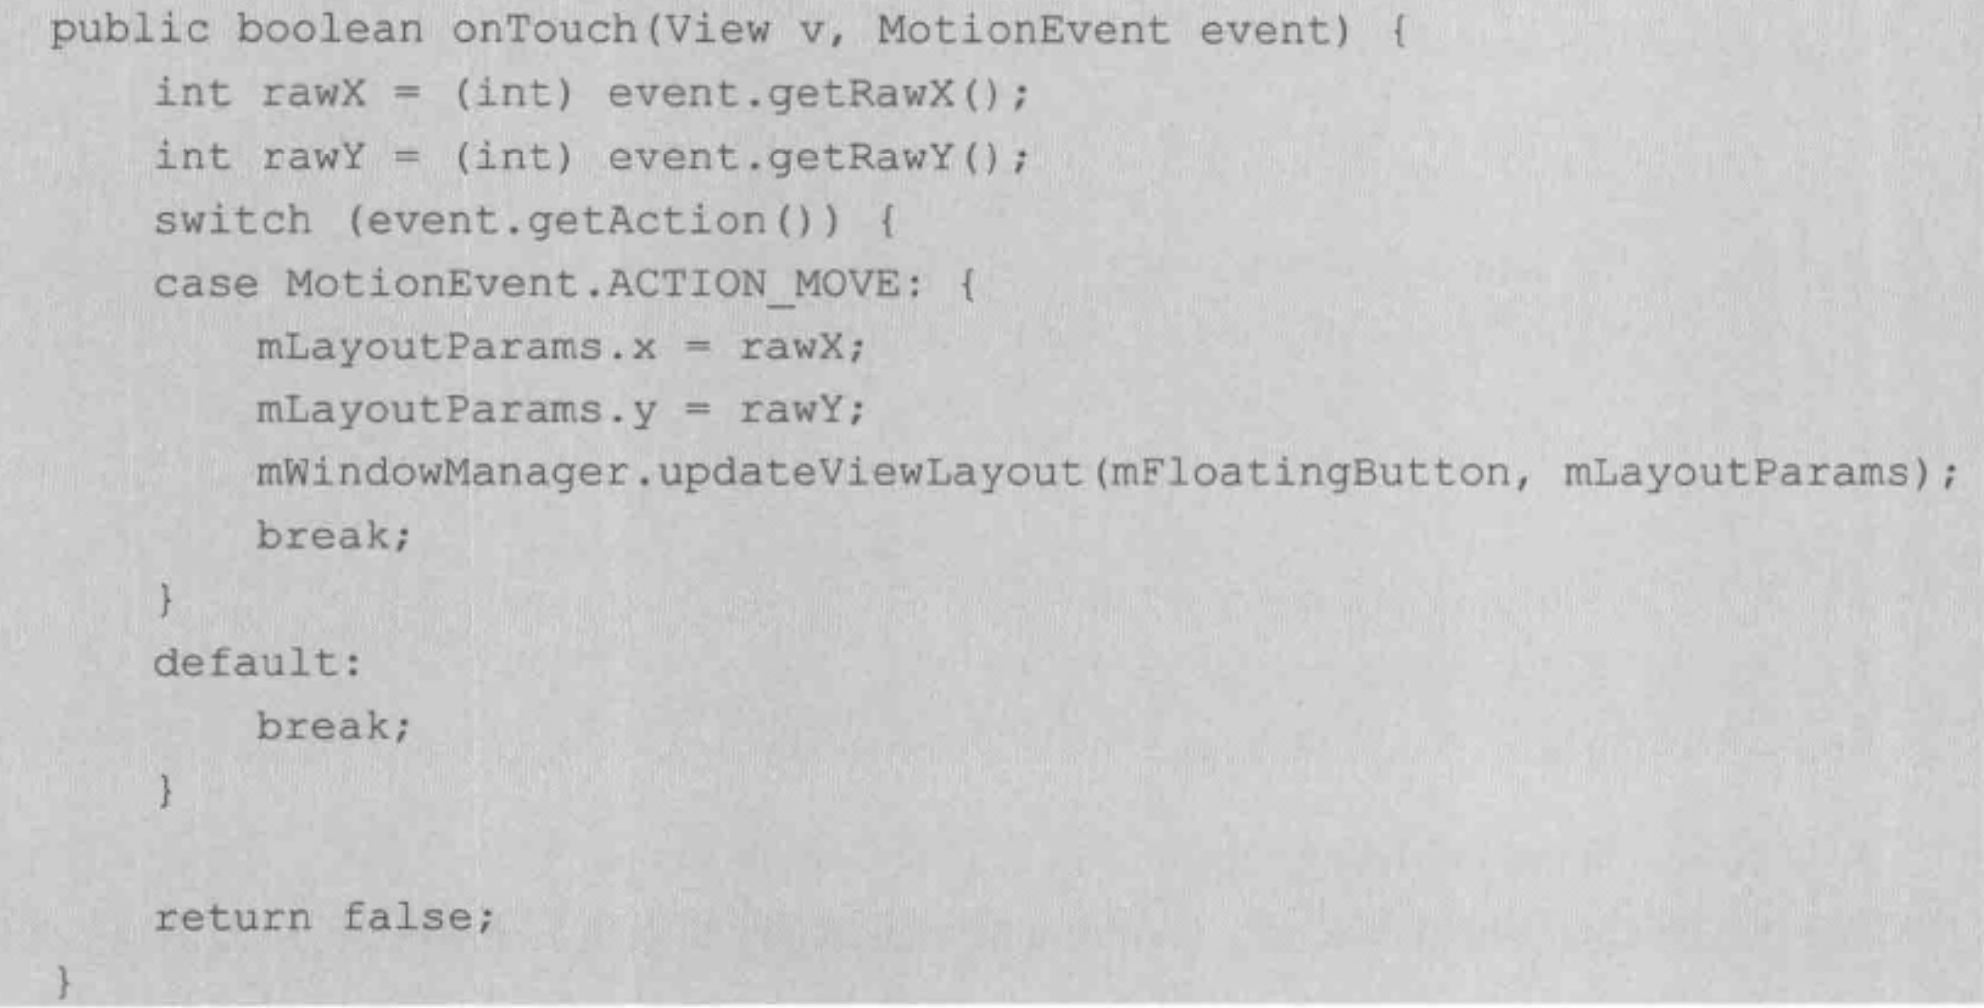 public boolean onTouch(View v, MotionEvent event) {
    int rawX = (int) event.getRawX();
    int rawY = (int) event.getRawY();
    switch (event.getAction()) {
    case MotionEvent.ACTION_MOVE: {
        mLayoutParams.x = rawX;
        mLayoutParams.y = rawY;
        mWindowManager.updateViewLayout(mFloatingButton, mLayoutParams);
        break;
    }
    default:
        break;
    }
    return false;
}